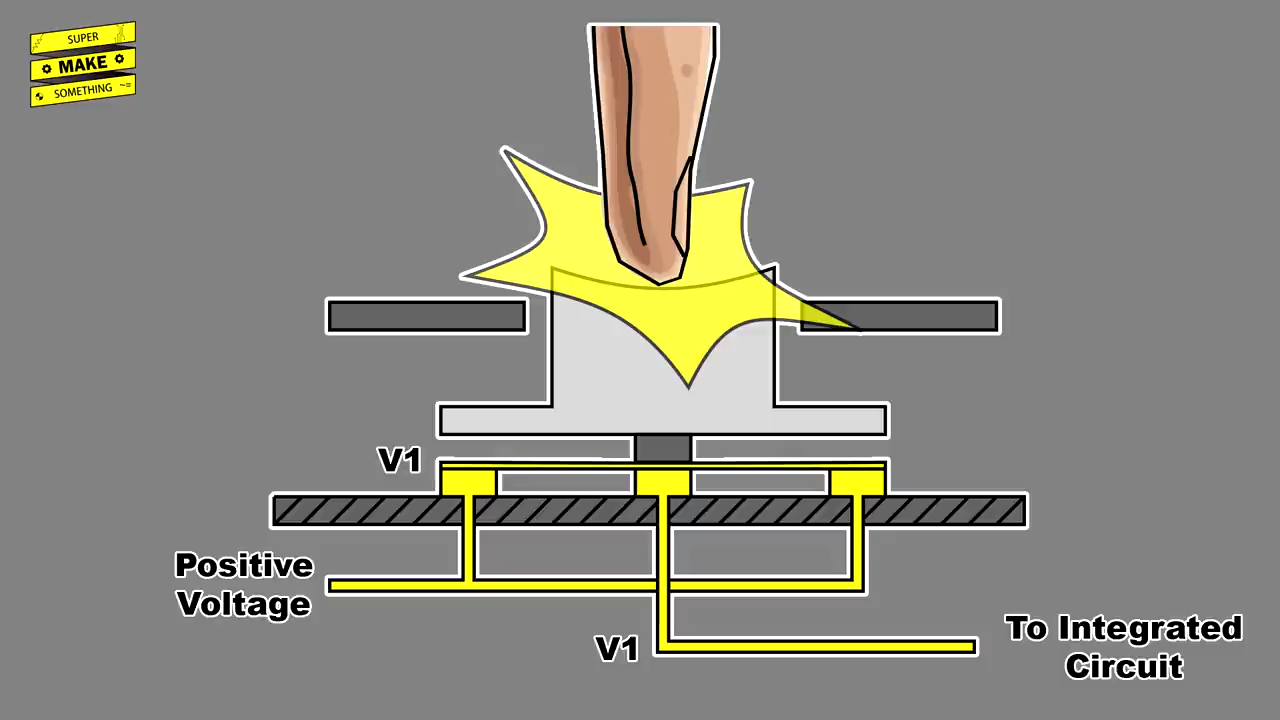 SUPER
MAKE
SOMETHING
V1
Positive
Voltage
V1
To Integrated
Circuit